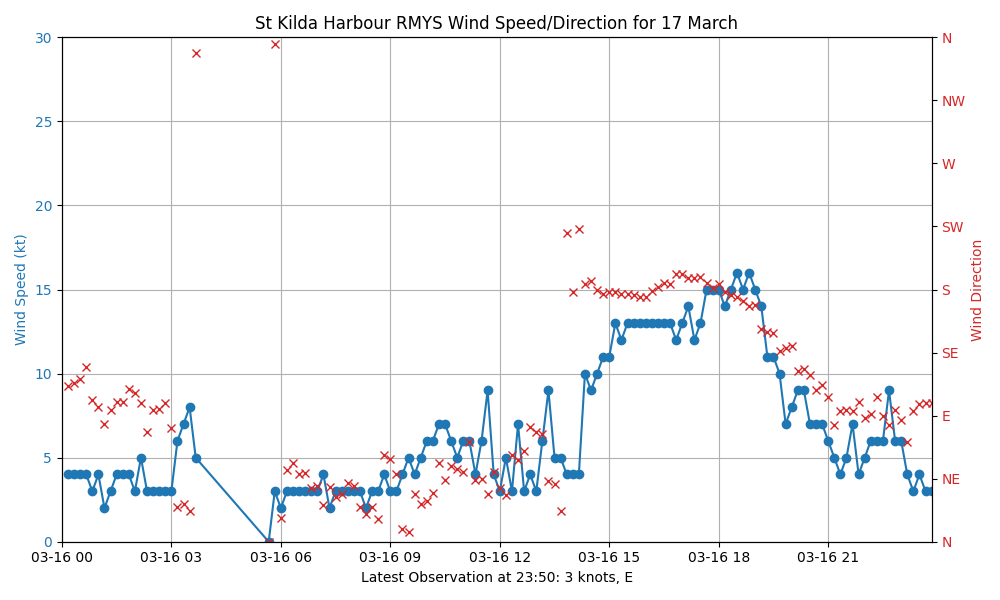 St Kilda Harbour RMYS Wind Speed/Direction for 17 March
30
25
20
15
10
5
0
Wind Speed (kt)
N
NW
W
SW
S
SE
E
NE
N
Wind Direction
03-16 00
03-16 03
03-16 06
03-16 09
03-16 12
03-16 15
03-16 18
03-16 21
Latest Observation at 23:50: 3 knots, E